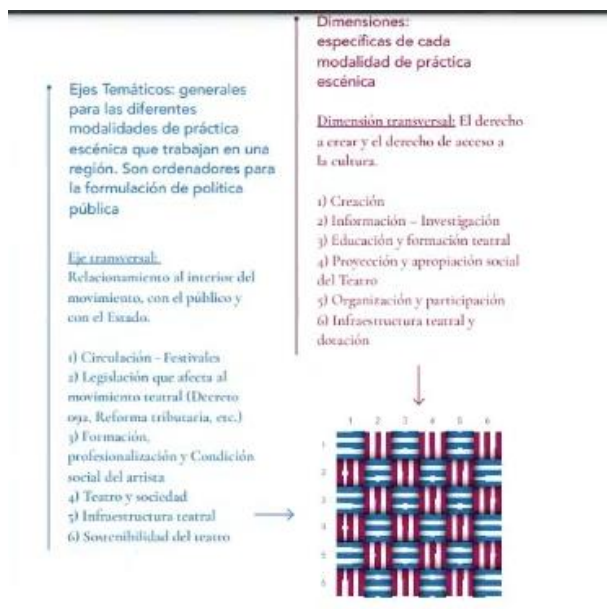 Ejes Temáticos: generales
para las diferentes
modalidades de práctica
escénica que trabajan en una
región. Son ordenadores para
la formulación de política
pública
Eje transversal:
Relacionamiento al interior del
movimiento, con el público y
con el Estado.
1) Circulación - Festivales
2) Legislación que afecta al
movimiento teatral (Decreto
092, Reforma tributaria, etc.)
3) Formación,
profesionalización y Condición
social del artista
4) Teatro y sociedad
5) Infraestructura teatral
6) Sostenibilidad del teatro
Dimensiones:
específicas de cada
modalidad de práctica
escénica
Dimensión transversal: El derecho
a crear y el derecho de acceso a
la cultura.
1) Creación
2) Información – Investigación
3) Educación y formación teatral
4) Proyección y apropiación social
del Teatro
5) Organización y participación
6) Infraestructura teatral y
dotación
1 2 3 4 5 6
1
2
3
4
5
6